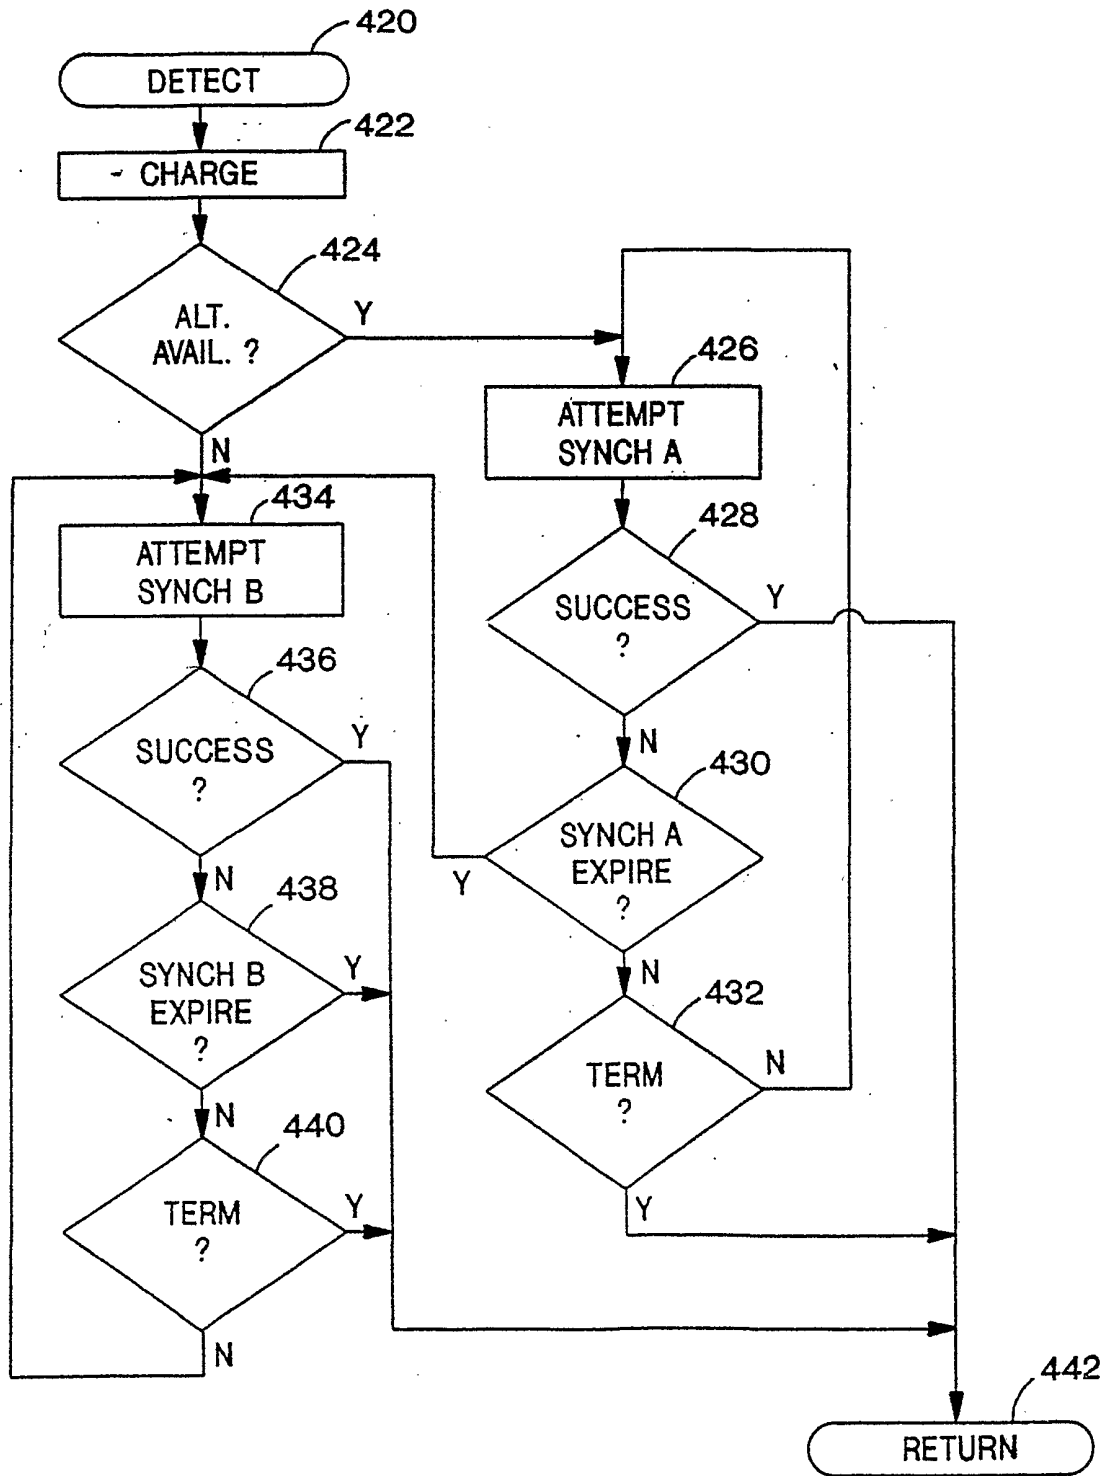 420
DETECT
422
CHARGE
424
ALT.
AVAIL. ?
Y
N
426
ATTEMPT
SYNCH A
428
SUCCESS
?
Y
N
430
SYNCH A
EXPIRE
?
Y
N
432
TERM
?
N
Y
434
ATTEMPT
SYNCH B
436
SUCCESS
?
Y
N
438
SYNCH B
EXPIRE
?
Y
N
440
TERM
?
Y
N
442
RETURN